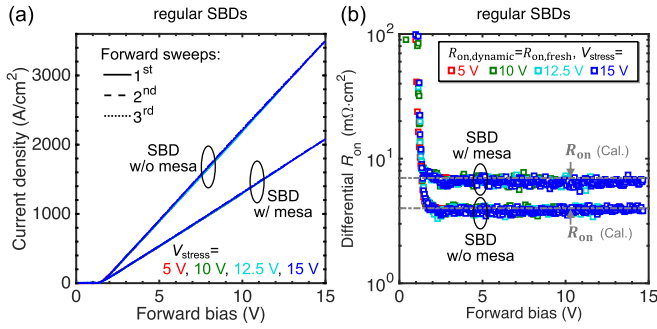 (a)
regular SBDs
Forward sweeps:
1st
2nd
3rd
SBD
w/o mesa
SBD
w/ mesa
Vstress=
5 V, 10 V, 12.5 V, 15 V
Current density (A/cm2)
3000
2000
1000
0
0 5 10 15
Forward bias (V)
(b)
regular SBDs
Ron,dynamic=Ron,fresh, Vstress=
5 V 10 V 12.5 V 15 V
SBD
w/ mesa
Ron (Cal.)
SBD
w/o mesa
Ron (Cal.)
Differential Ron (mΩ·cm2)
102
101
100
0 5 10 15
Forward bias (V)